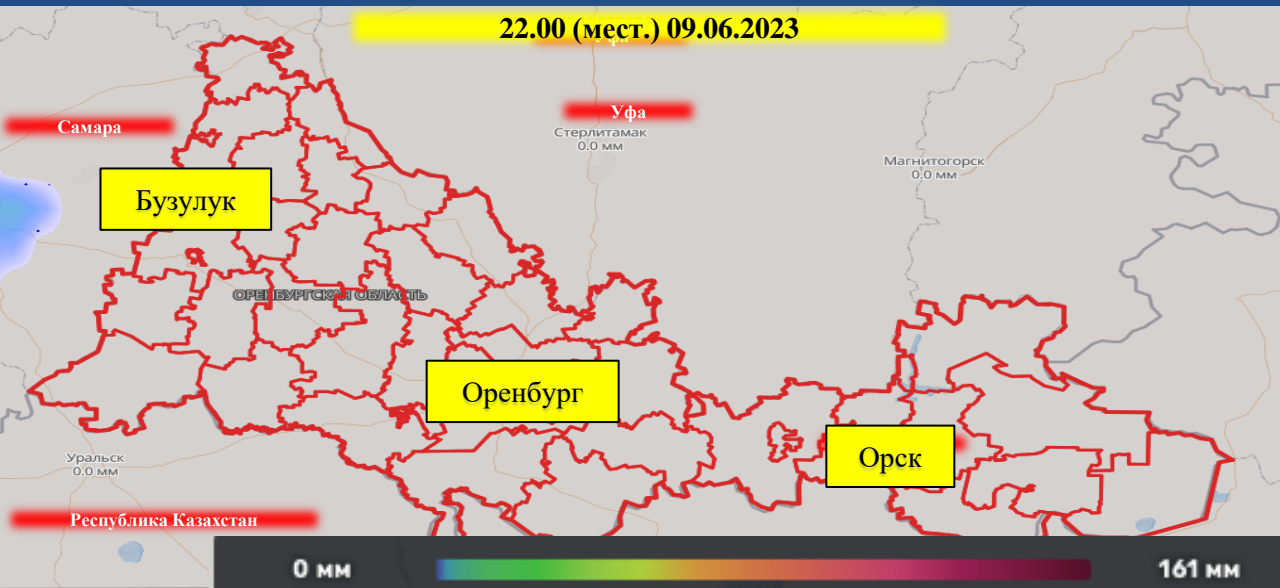 22.00 (мест.) 09.06.2023
Самара
Уфа
Стерлитамак
0.0 мм
Магнитогорск
0.0 мм
Бузулук
ОРЕНБУРГСКАЯ ОБЛАСТЬ
Оренбург
Орск
Уральск
0.0 мм
Республика Казахстан
0 мм
161 мм